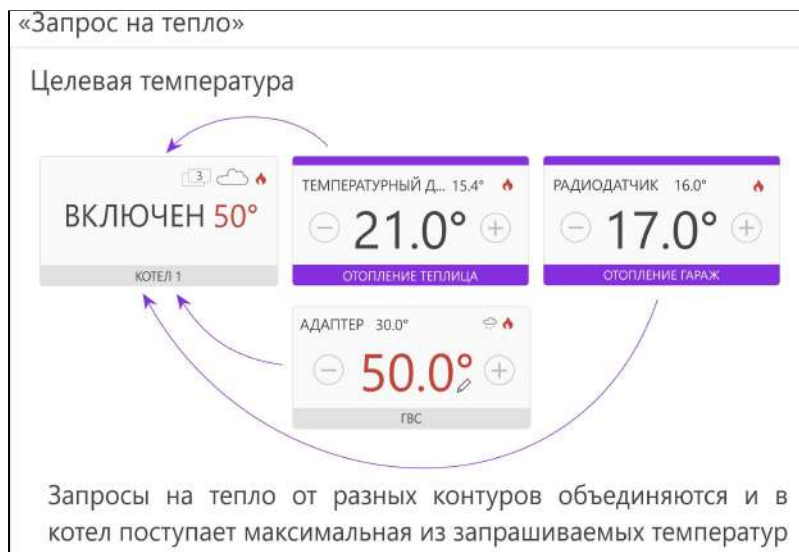 «Запрос на тепло»
Целевая температура
3
ВКЛЮЧЕН 50°
КОТЕЛ 1
ТЕМПЕРАТУРНЫЙ Д... 15.4°
− 21.0° +
ОТОПЛЕНИЕ ТЕПЛИЦА
РАДИОДАТЧИК 16.0°
− 17.0° +
ОТОПЛЕНИЕ ГАРАЖ
АДАПТЕР 30.0°
− 50.0° +
ГВС
Запросы на тепло от разных контуров объединяются и в
котел поступает максимальная из запрашиваемых температур